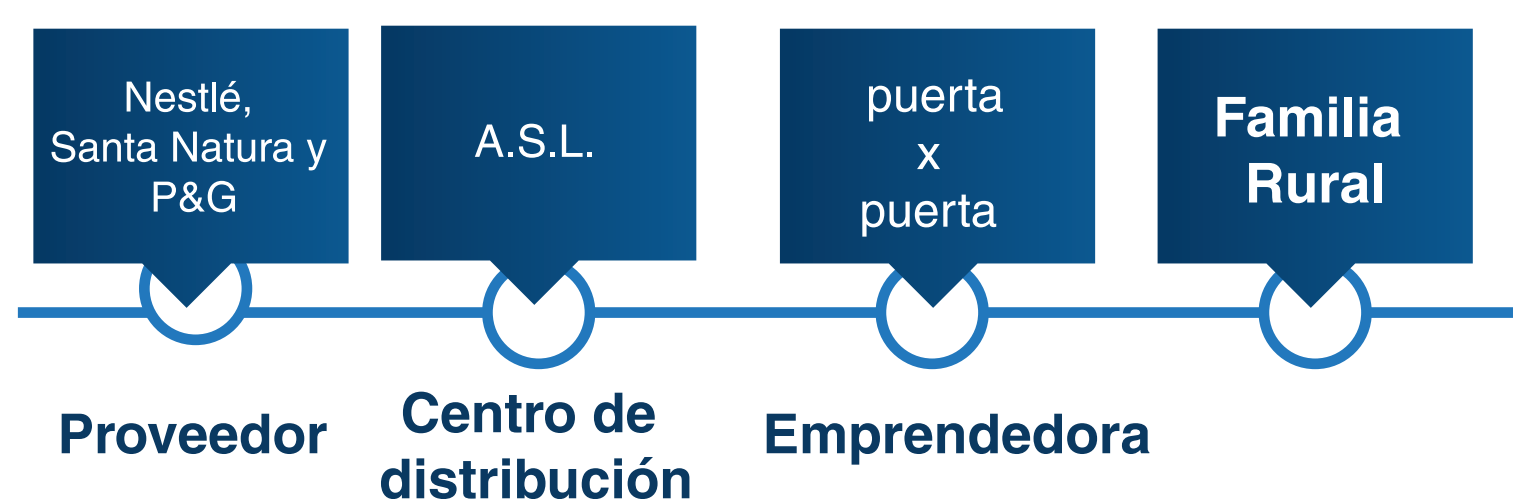 Nestlé,
Santa Natura y
P&G
A.S.L.
puerta
x
puerta
Familia
Rural
Proveedor
Centro de
distribución
Emprendedora